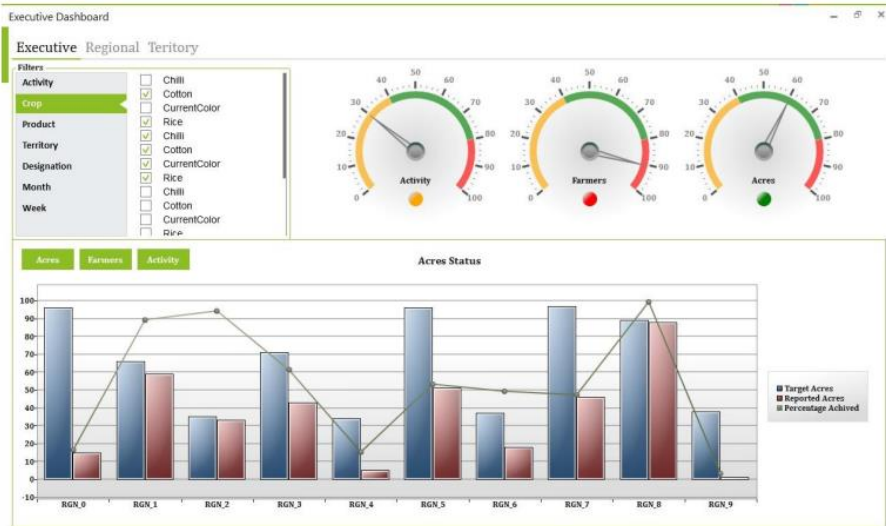 Executive Dashboard
Executive Regional Teritory
Filters
Activity
Crop
Product
Territory
Designation
Month
Week
Chilli
Cotton
CurrentColor
Rice
Chilli
Cotton
CurrentColor
Rice
Chilli
Cotton
CurrentColor
Rice
0 10 20 30 40 50 60 70 80 90 100
Activity
0 10 20 30 40 50 60 70 80 90 100
Farmers
0 10 20 30 40 50 60 70 80 90 100
Acres
Acres Farmers Activity
Acres Status
100
90
80
70
60
50
40
30
20
10
0
-10
RGN_0 RGN_1 RGN_2 RGN_3 RGN_4 RGN_5 RGN_6 RGN_7 RGN_8 RGN_9
Target Acres
Reported Acres
Percentage Achived